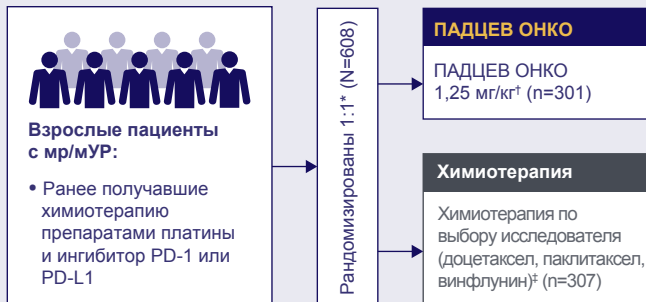 Взрослые пациенты
с мр/мУР:
• Ранее получавшие
химиотерапию
препаратами платины
и ингибитор PD-1 или
PD-L1
Рандомизированы 1:1* (N=608)
ПАДЦЕВ ОНКО
ПАДЦЕВ ОНКО
1,25 мг/кг† (n=301)
Химиотерапия
Химиотерапия по
выбору исследователя
(доцетаксел, паклитаксел,
винфлунин)‡ (n=307)